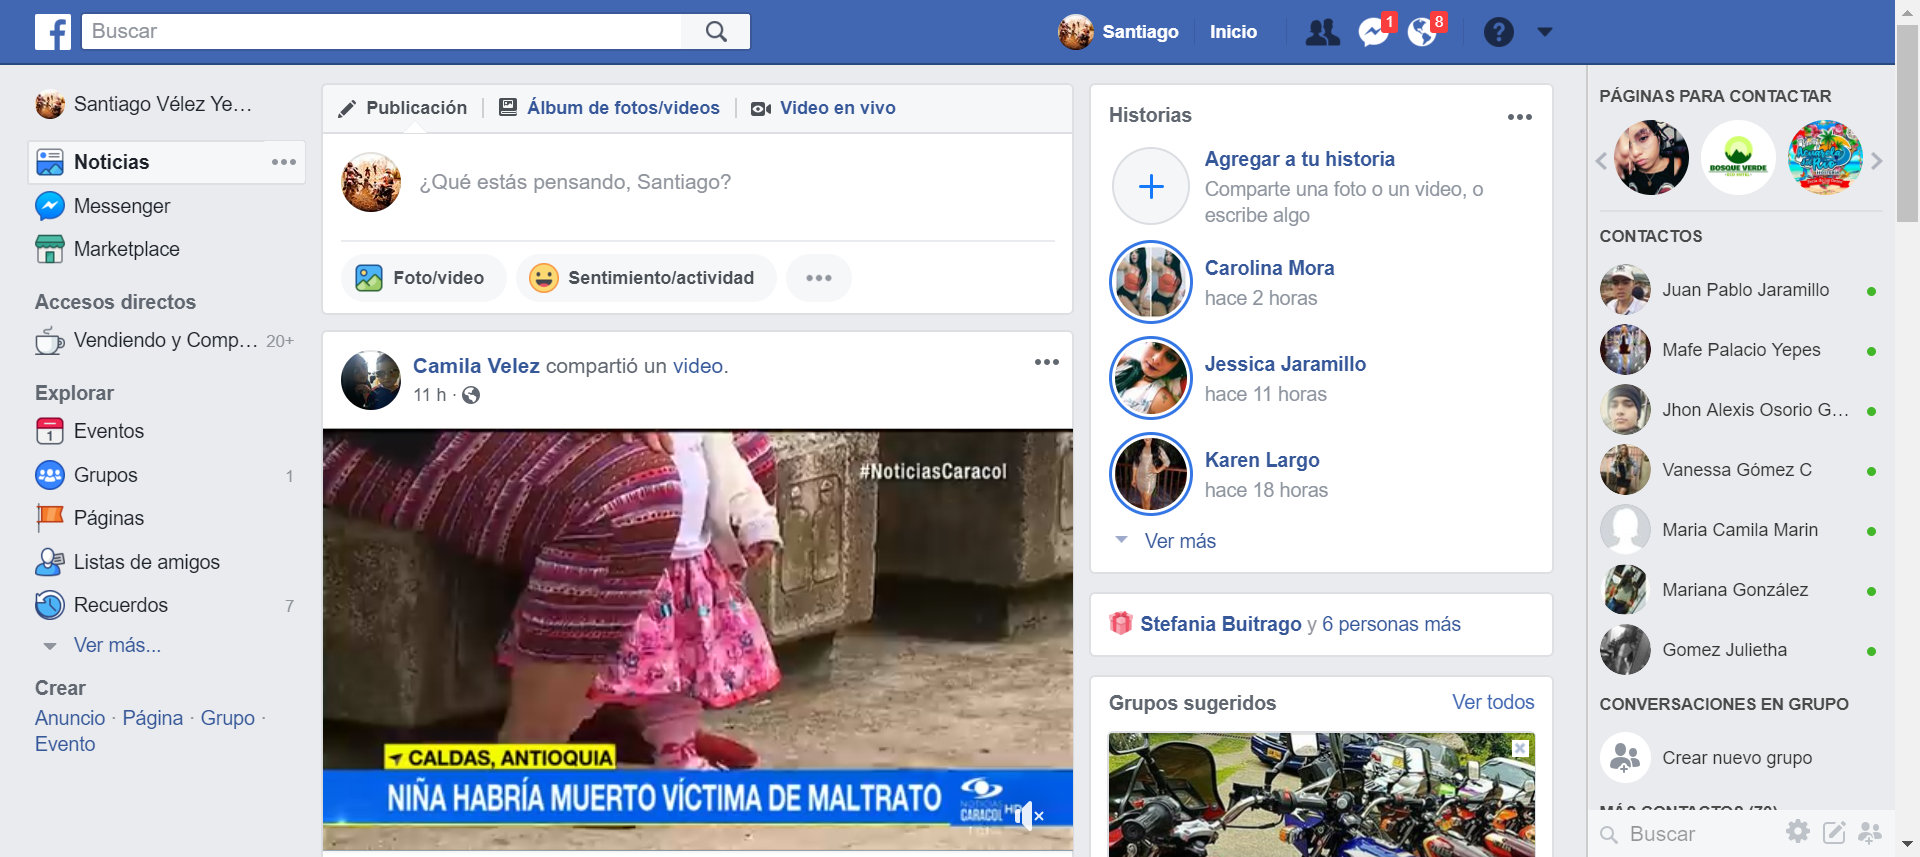 Buscar
Santiago
Inicio
1
8
Santiago Vélez Ye...
Noticias
Messenger
Marketplace
Accesos directos
Vendiendo y Comp... 20+
Explorar
Eventos
Grupos 1
Páginas
Listas de amigos
Recuerdos 7
Ver más...
Crear
Anuncio · Página · Grupo ·
Evento
Publicación
Álbum de fotos/videos
Video en vivo
¿Qué estás pensando, Santiago?
Foto/video
Sentimiento/actividad
Camila Velez compartió un video.
11 h ·
#NoticiasCaracol
CALDAS, ANTIOQUIA
NIÑA HABRÍA MUERTO VÍCTIMA DE MALTRATO
NOTICIAS
CARACOL
HD
Historias
Agregar a tu historia
Comparte una foto o un video, o
escribe algo
Carolina Mora
hace 2 horas
Jessica Jaramillo
hace 11 horas
Karen Largo
hace 18 horas
Ver más
Stefania Buitrago y 6 personas más
Grupos sugeridos
Ver todos
PÁGINAS PARA CONTACTAR
BOSQUE VERDE
CONTACTOS
Juan Pablo Jaramillo
Mafe Palacio Yepes
Jhon Alexis Osorio G...
Vanessa Gómez C
Maria Camila Marin
Mariana González
Gomez Julietha
CONVERSACIONES EN GRUPO
Crear nuevo grupo
MÁS CONTACTOS (70)
Buscar